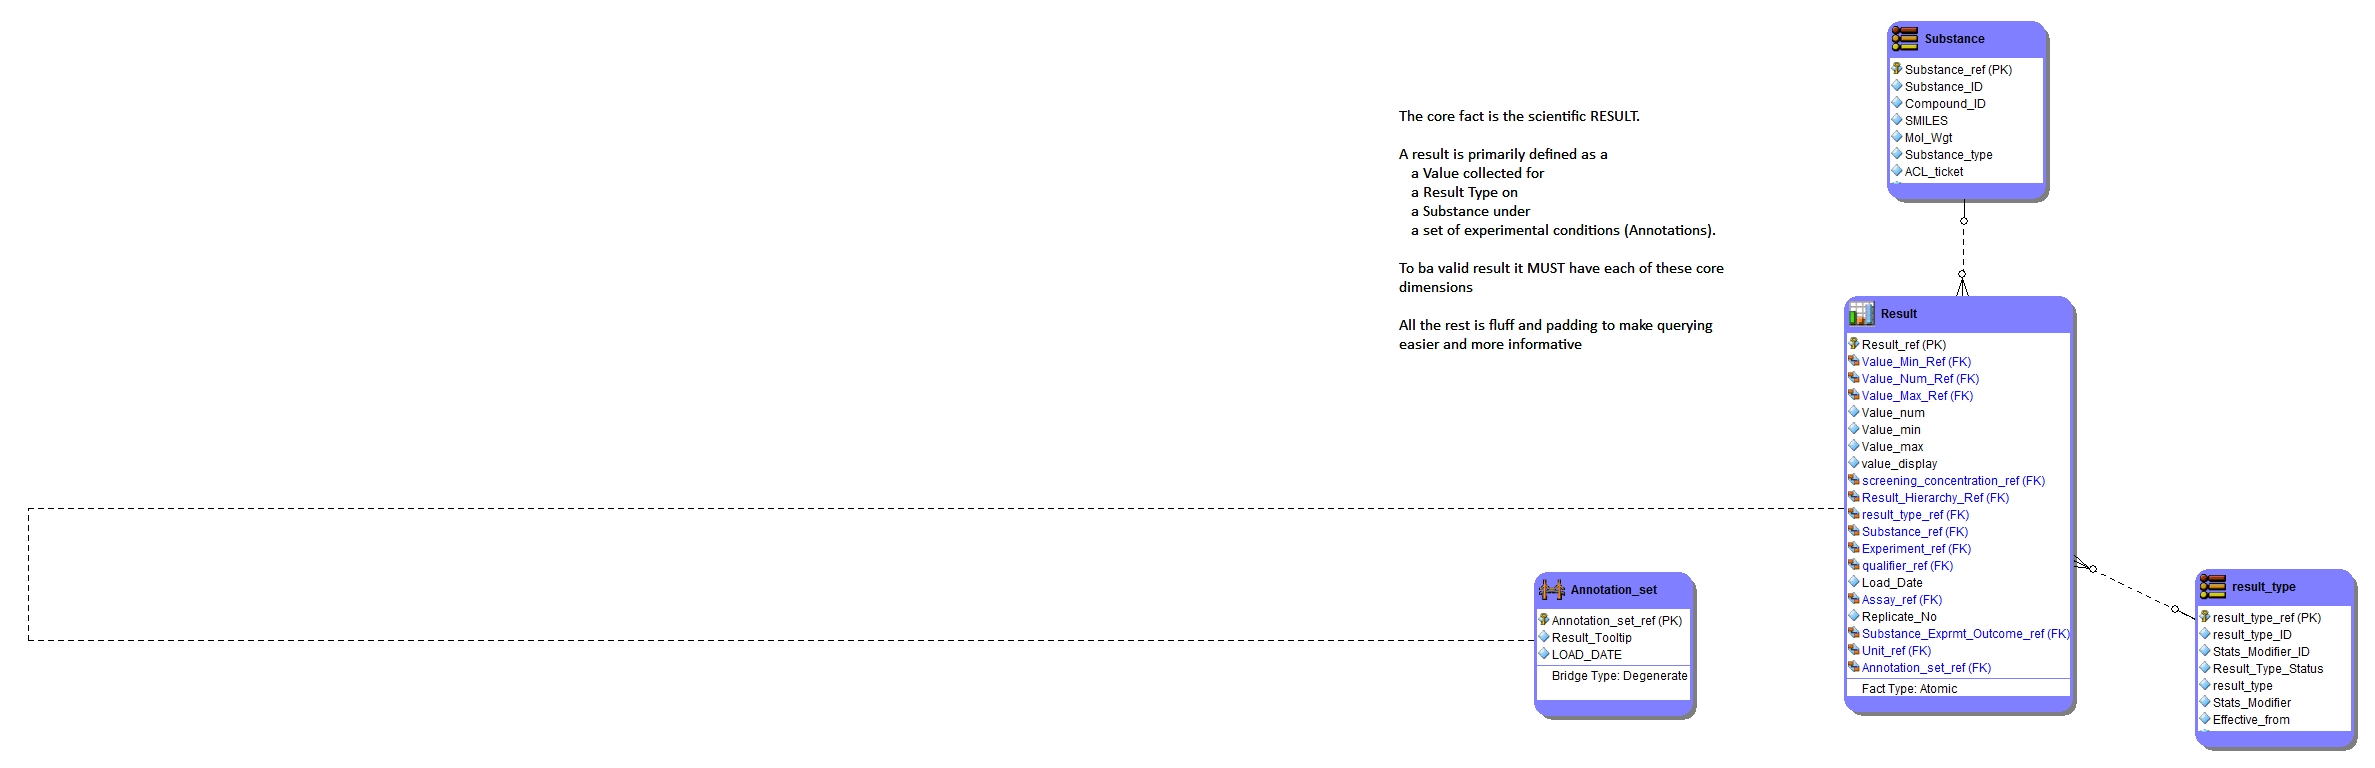 Substance
Substance_ref (PK)
Substance_ID
Compound_ID
SMILES
Mol_Wgt
Substance_type
ACL_ticket
The core fact is the scientific RESULT.
A result is primarily defined as a
a Value collected for
a Result Type on
a Substance under
a set of experimental conditions (Annotations).
To ba valid result it MUST have each of these core
dimensions
All the rest is fluff and padding to make querying
easier and more informative
Result
Result_ref (PK)
Value_Min_Ref (FK)
Value_Num_Ref (FK)
Value_Max_Ref (FK)
Value_num
Value_min
Value_max
value_display
screening_concentration_ref (FK)
Result_Hierarchy_Ref (FK)
result_type_ref (FK)
Substance_ref (FK)
Experiment_ref (FK)
qualifier_ref (FK)
Load_Date
Assay_ref (FK)
Replicate_No
Substance_Exprmt_Outcome_ref (FK)
Unit_ref (FK)
Annotation_set_ref (FK)
Fact Type: Atomic
Annotation_set
Annotation_set_ref (PK)
Result_Tooltip
LOAD_DATE
Bridge Type: Degenerate
result_type
result_type_ref (PK)
result_type_ID
Stats_Modifier_ID
Result_Type_Status
result_type
Stats_Modifier
Effective_from